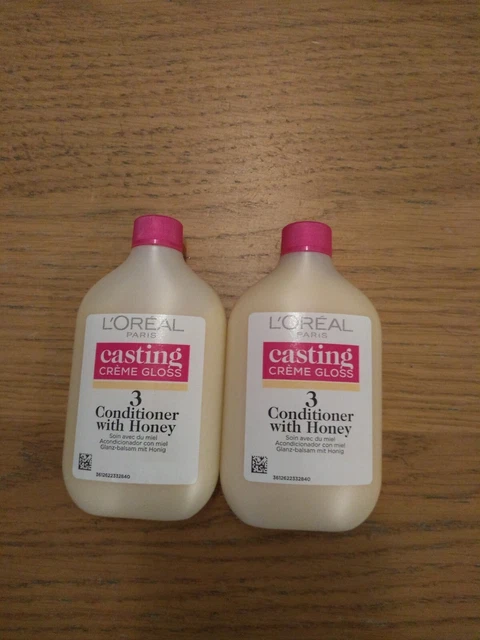 L'ORÉAL
PARIS
casting
CRÈME GLOSS
3
Conditioner
with Honey
Soin avec du miel
Acondicionador con miel
Glanz-balsam mit Honig
3612622332640
L'ORÉAL
PARIS
casting
CRÈME GLOSS
3
Conditioner
with Honey
Soin avec du miel
Acondicionador con miel
Glanz-balsam mit Honig
3612622332640